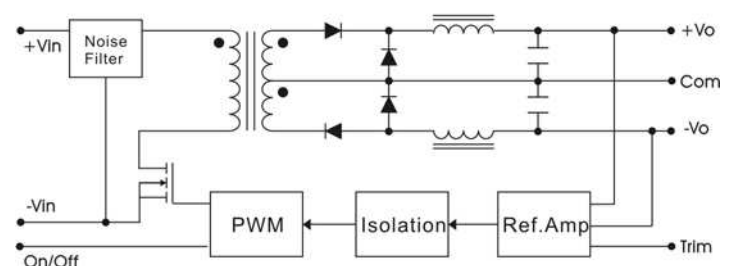 +Vin
Noise
Filter
+Vo
Com
-Vo
-Vin
PWM
Isolation
Ref.Amp
On/Off
Trim